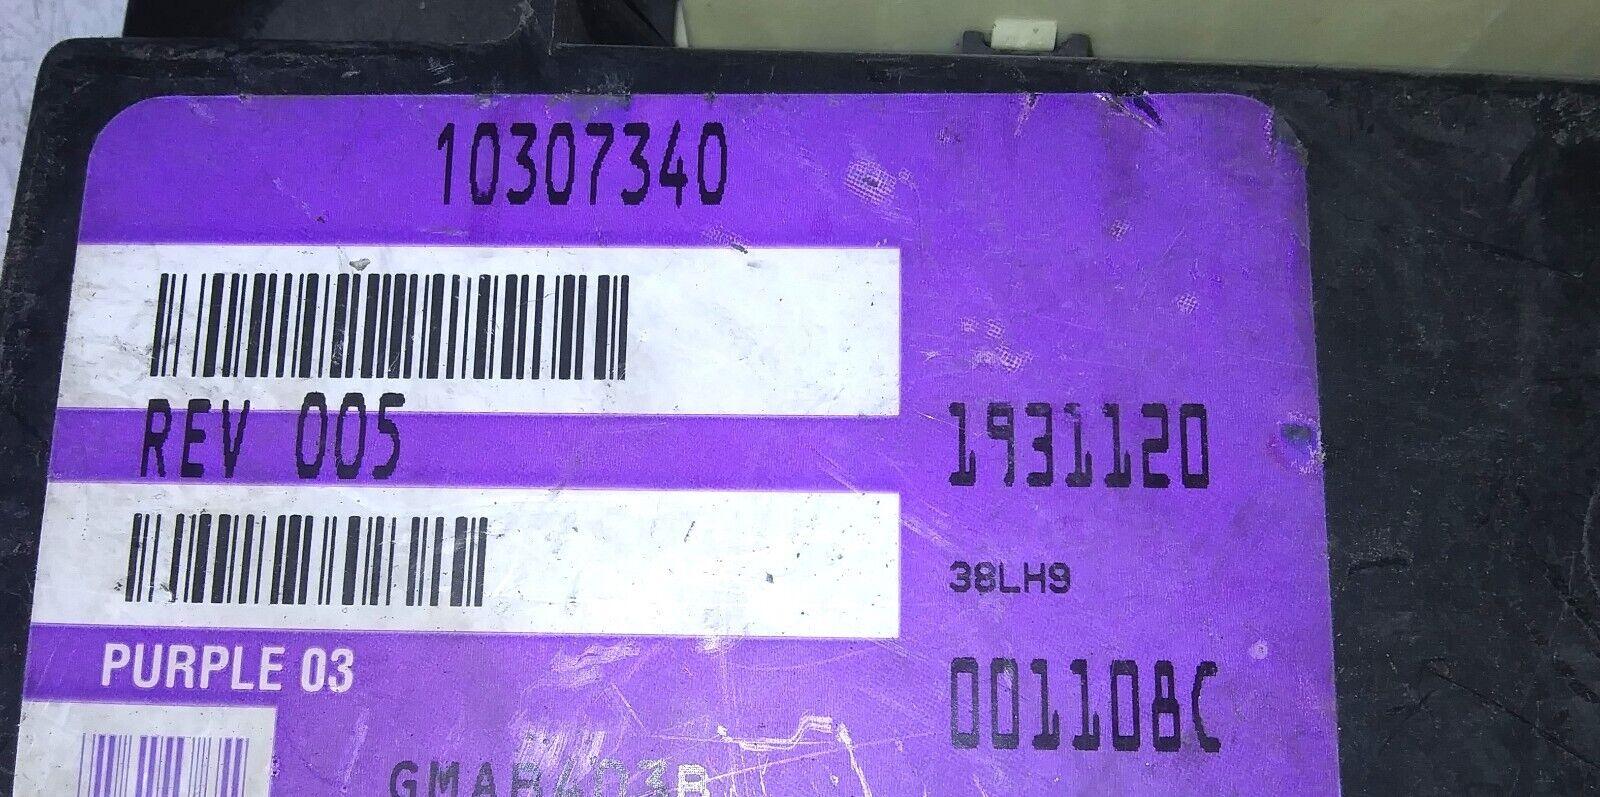 10307340
REV 005
1931120
38LH9
PURPLE 03
001108C